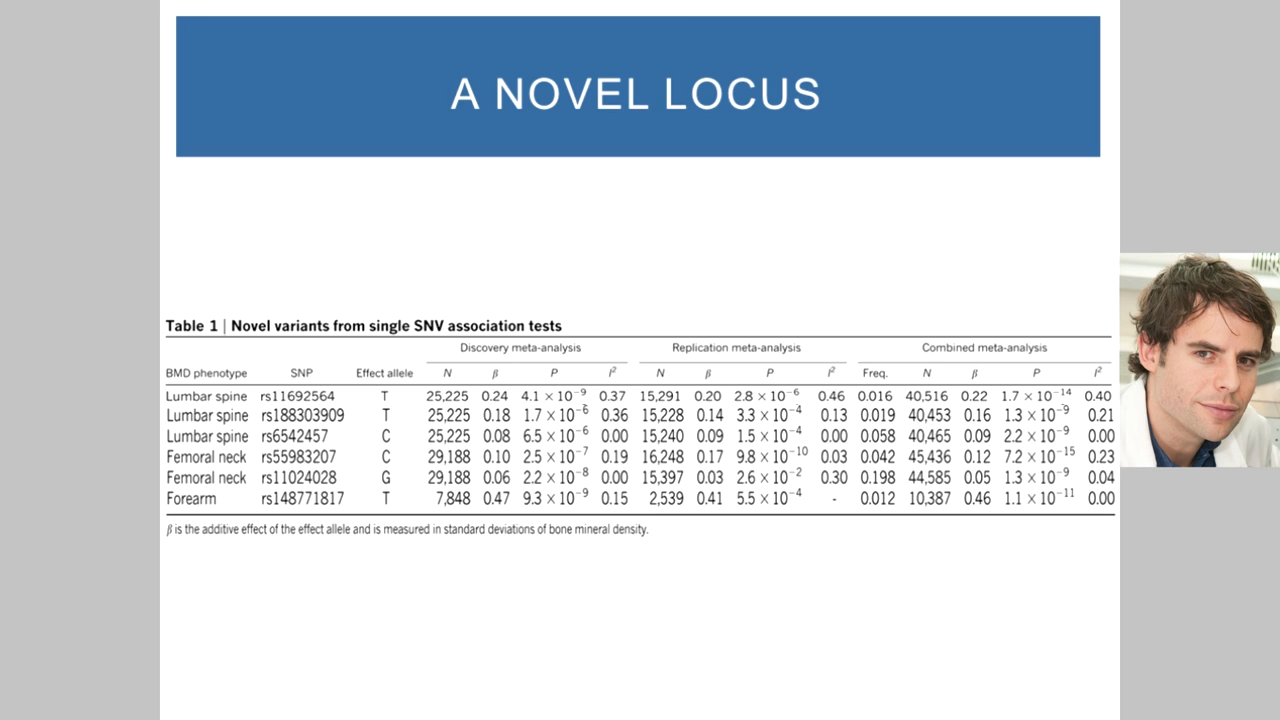 A NOVEL LOCUS
Table 1 | Novel variants from single SNV association tests
Discovery meta-analysis Replication meta-analysis Combined meta-analysis
BMD phenotype SNP Effect allele N β P I² N β P I² Freq. N β P I²
Lumbar spine rs11692564 T 25,225 0.24 4.1 × 10⁻⁹ 0.37 15,291 0.20 2.8 × 10⁻⁶ 0.46 0.016 40,516 0.22 1.7 × 10⁻¹⁴ 0.40
Lumbar spine rs188303909 T 25,225 0.18 1.7 × 10⁻⁶ 0.36 15,228 0.14 3.3 × 10⁻⁴ 0.13 0.019 40,453 0.16 1.3 × 10⁻⁹ 0.21
Lumbar spine rs6542457 C 25,225 0.08 6.5 × 10⁻⁶ 0.00 15,240 0.09 1.5 × 10⁻⁴ 0.00 0.058 40,465 0.09 2.2 × 10⁻⁹ 0.00
Femoral neck rs55983207 C 29,188 0.10 2.5 × 10⁻⁷ 0.19 16,248 0.17 9.8 × 10⁻¹⁰ 0.03 0.042 45,436 0.12 7.2 × 10⁻¹⁵ 0.23
Femoral neck rs11024028 G 29,188 0.06 2.2 × 10⁻⁸ 0.00 15,397 0.03 2.6 × 10⁻² 0.30 0.198 44,585 0.05 1.3 × 10⁻⁹ 0.04
Forearm rs148771817 T 7,848 0.47 9.3 × 10⁻⁹ 0.15 2,539 0.41 5.5 × 10⁻⁴ - 0.012 10,387 0.46 1.1 × 10⁻¹¹ 0.00
β is the additive effect of the effect allele and is measured in standard deviations of bone mineral density.